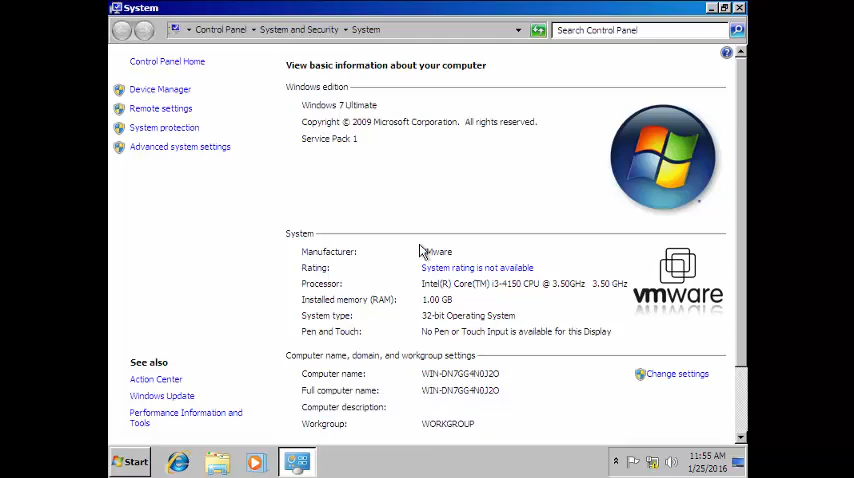 System
Control Panel System and Security System
Search Control Panel
Control Panel Home
Device Manager
Remote settings
System protection
Advanced system settings
View basic information about your computer
Windows edition
Windows 7 Ultimate
Copyright © 2009 Microsoft Corporation. All rights reserved.
Service Pack 1
System
Manufacturer:
Rating: System rating is not available
Processor: Intel(R) Core(TM) i3-4150 CPU @ 3.50GHz 3.50 GHz
Installed memory (RAM): 1.00 GB
System type: 32-bit Operating System
Pen and Touch: No Pen or Touch Input is available for this Display
vmware
Computer name, domain, and workgroup settings
Computer name: WIN-DN7GG4N0J2O
Change settings
Full computer name: WIN-DN7GG4N0J2O
Computer description:
Workgroup: WORKGROUP
See also
Action Center
Windows Update
Performance Information and
Tools
Start
11:55 AM
1/25/2016